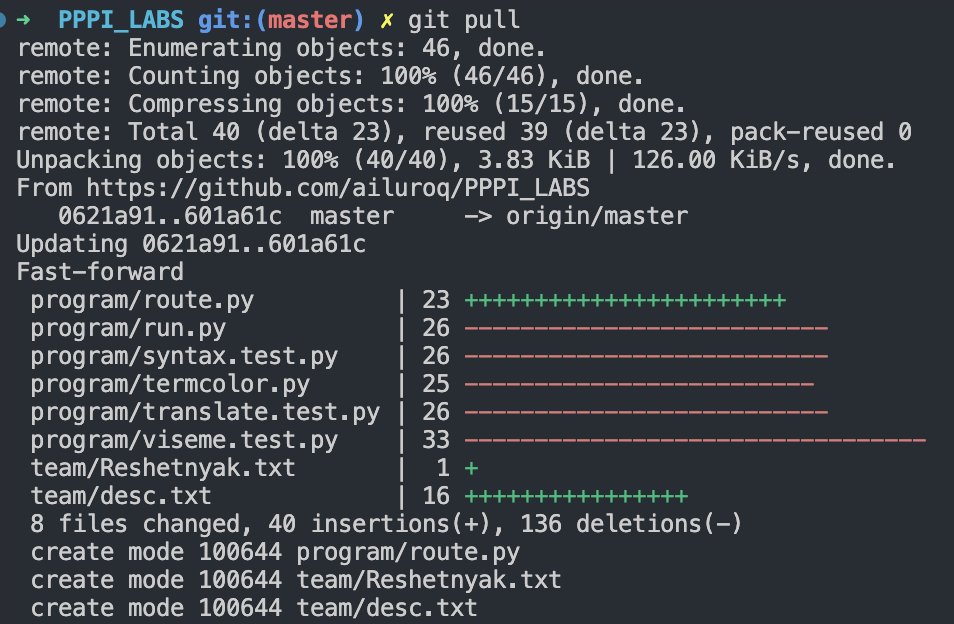 ➜ PPPI_LABS git:(master) ✗ git pull
remote: Enumerating objects: 46, done.
remote: Counting objects: 100% (46/46), done.
remote: Compressing objects: 100% (15/15), done.
remote: Total 40 (delta 23), reused 39 (delta 23), pack-reused 0
Unpacking objects: 100% (40/40), 3.83 KiB | 126.00 KiB/s, done.
From https://github.com/ailuroq/PPPI_LABS
   0621a91..601a61c  master     -> origin/master
Updating 0621a91..601a61c
Fast-forward
 program/route.py          | 23 +++++++++++++++++++++++
 program/run.py            | 26 --------------------------
 program/syntax.test.py    | 26 --------------------------
 program/termcolor.py      | 25 -------------------------
 program/translate.test.py | 26 --------------------------
 program/viseme.test.py    | 33 ---------------------------------
 team/Reshetnyak.txt       |  1 +
 team/desc.txt             | 16 ++++++++++++++++
 8 files changed, 40 insertions(+), 136 deletions(-)
 create mode 100644 program/route.py
 create mode 100644 team/Reshetnyak.txt
 create mode 100644 team/desc.txt